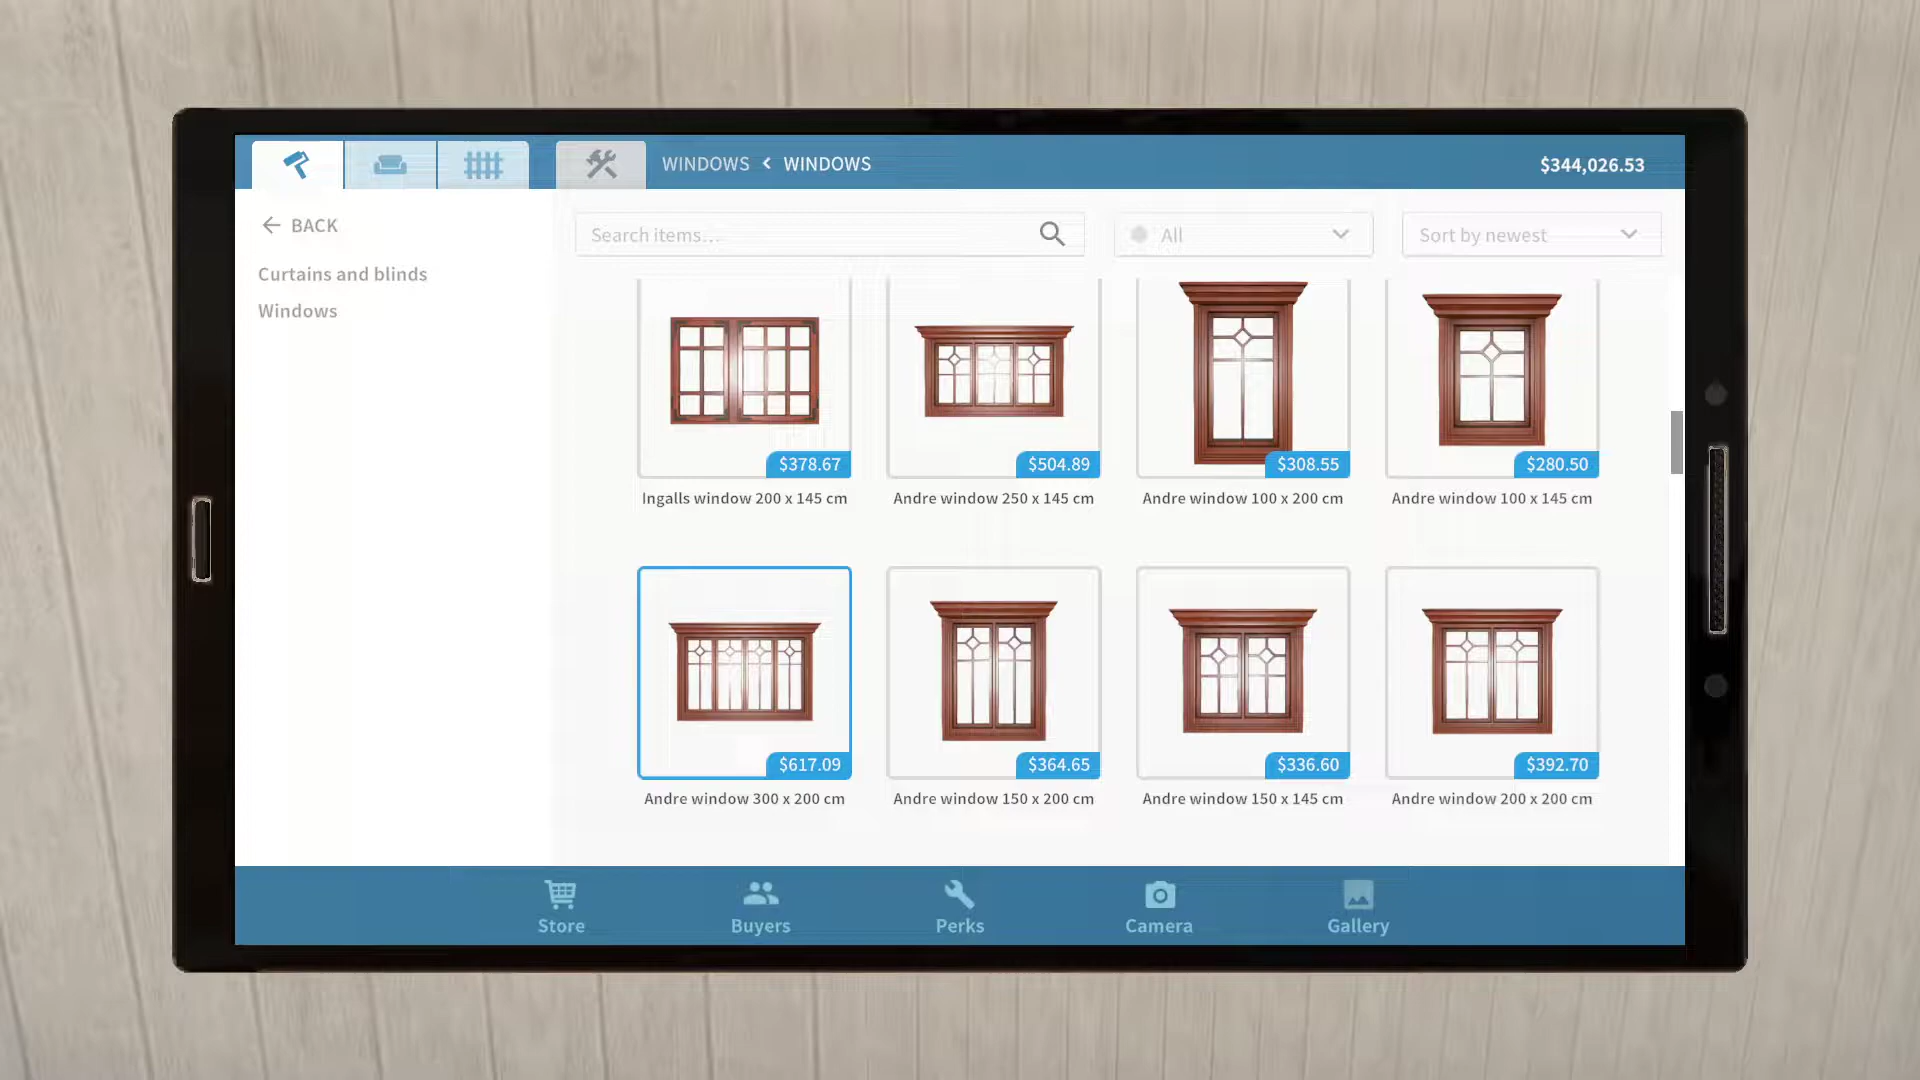 WINDOWS < WINDOWS
$344,026.53
BACK
Curtains and blinds
Windows
Search items...
All
Sort by newest
$378.67
$504.89
$308.55
$280.50
Ingalls window 200 x 145 cm
Andre window 250 x 145 cm
Andre window 100 x 200 cm
Andre window 100 x 145 cm
$617.09
$364.65
$336.60
$392.70
Andre window 300 x 200 cm
Andre window 150 x 200 cm
Andre window 150 x 145 cm
Andre window 200 x 200 cm
Store
Buyers
Perks
Camera
Gallery